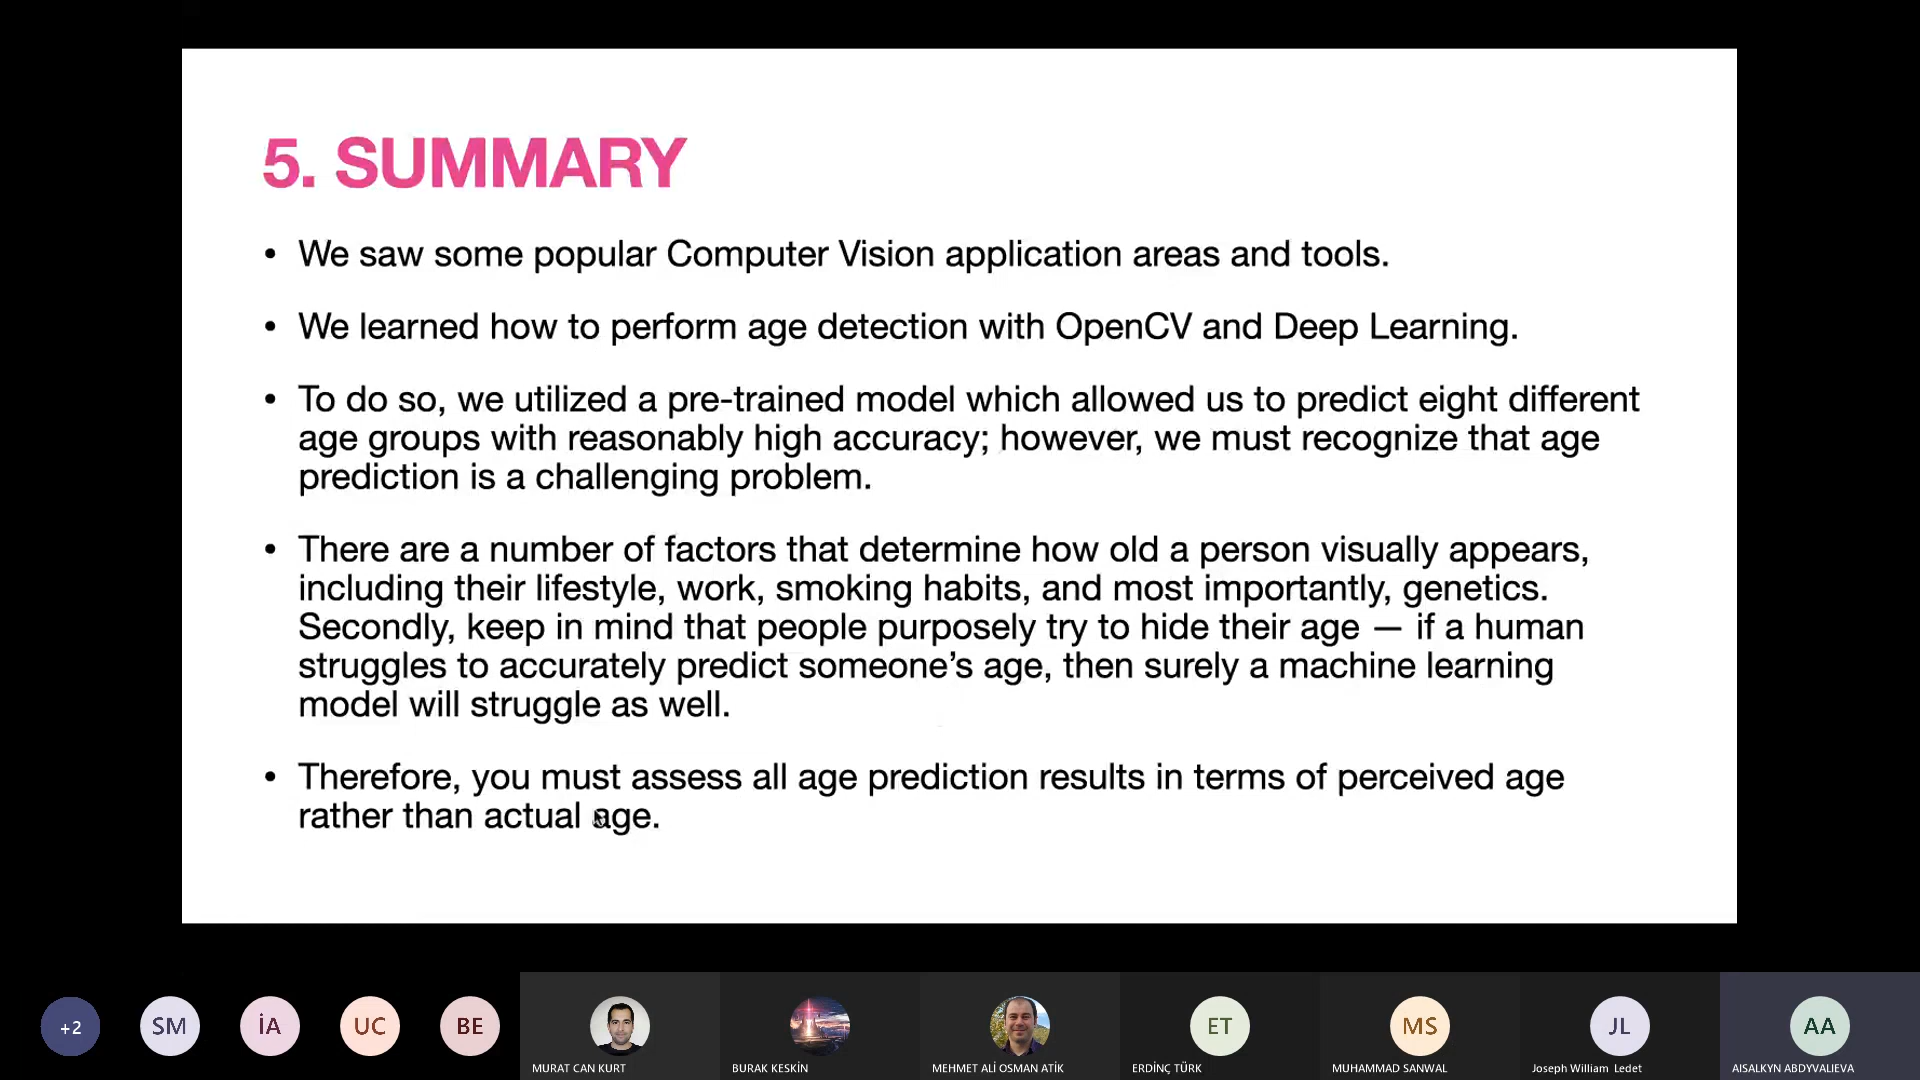 5. SUMMARY
• We saw some popular Computer Vision application areas and tools.
• We learned how to perform age detection with OpenCV and Deep Learning.
• To do so, we utilized a pre-trained model which allowed us to predict eight different
age groups with reasonably high accuracy; however, we must recognize that age
prediction is a challenging problem.
• There are a number of factors that determine how old a person visually appears,
including their lifestyle, work, smoking habits, and most importantly, genetics.
Secondly, keep in mind that people purposely try to hide their age — if a human
struggles to accurately predict someone’s age, then surely a machine learning
model will struggle as well.
• Therefore, you must assess all age prediction results in terms of perceived age
rather than actual age.
+2 SM İA UC BE ET MS JL AA
MURAT CAN KURT BURAK KESKİN MEHMET ALİ OSMAN ATİK ERDİNÇ TÜRK MUHAMMAD SANWAL Joseph William Ledet AISALKYN ABDYVALIEVA